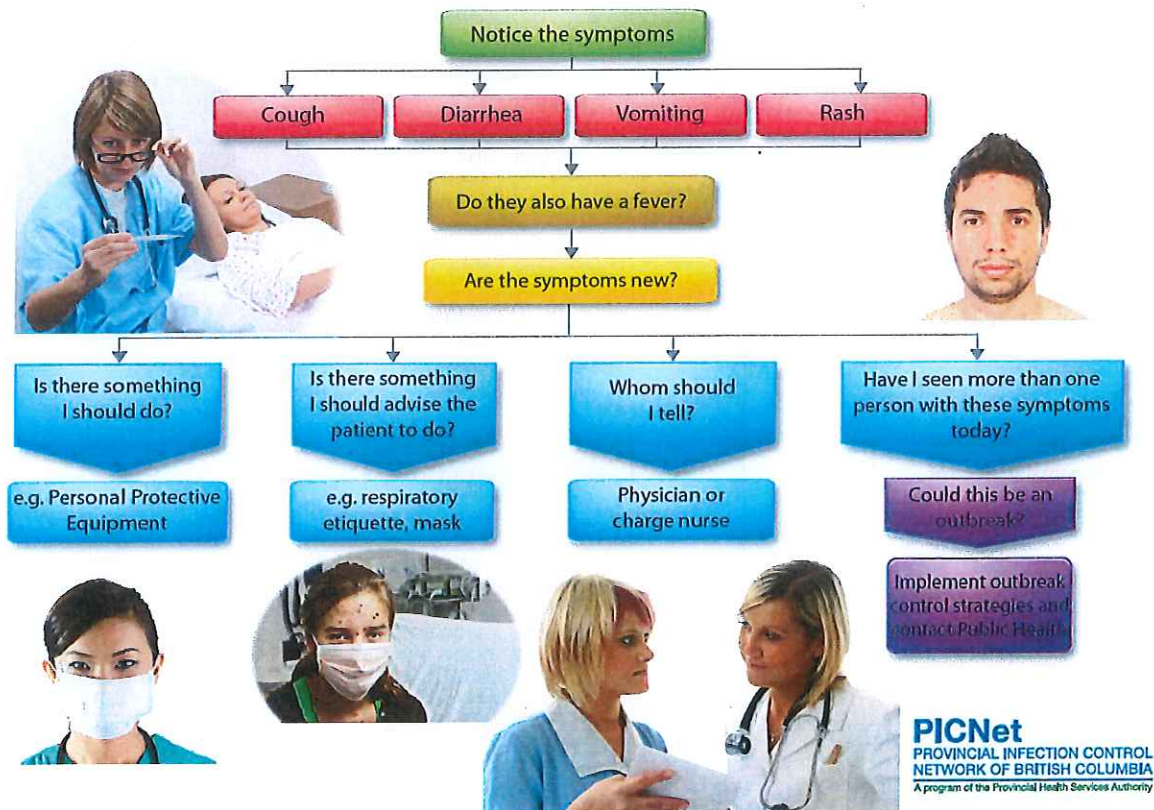 Notice the symptoms
Cough
Diarrhea
Vomiting
Rash
Do they also have a fever?
Are the symptoms new?
Is there something
I should do?
Is there something
I should advise the
patient to do?
Whom should
I tell?
Have I seen more than one
person with these symptoms
today?
e.g. Personal Protective
Equipment
e.g. respiratory
etiquette, mask
Physician or
charge nurse
Could this be an
outbreak?
Implement outbreak
control strategies and
contact Public Health
PICNet
PROVINCIAL INFECTION CONTROL
NETWORK OF BRITISH COLUMBIA
A program of the Provincial Health Services Authority